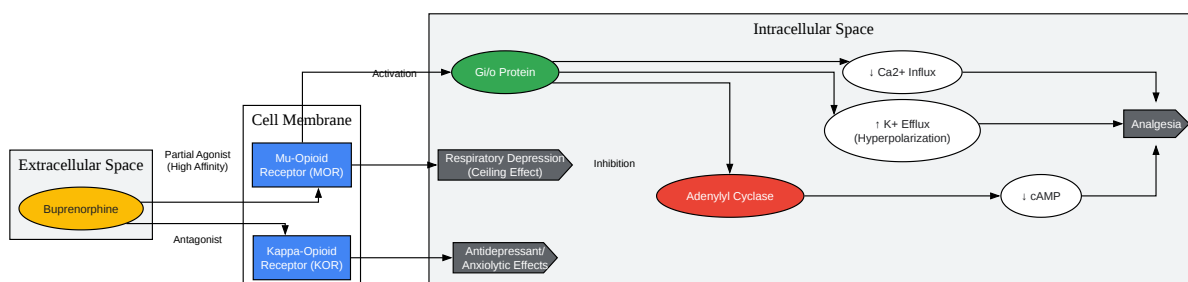 Intracellular Space
Activation
Gi/o Protein
↓ Ca2+ Influx
↑ K+ Efflux
(Hyperpolarization)
Analgesia
Cell Membrane
Extracellular Space
Partial Agonist
(High Affinity)
Mu-Opioid
Receptor (MOR)
Respiratory Depression
(Ceiling Effect)
Inhibition
Adenylyl Cyclase
↓ cAMP
Buprenorphine
Antagonist
Kappa-Opioid
Receptor (KOR)
Antidepressant/
Anxiolytic Effects